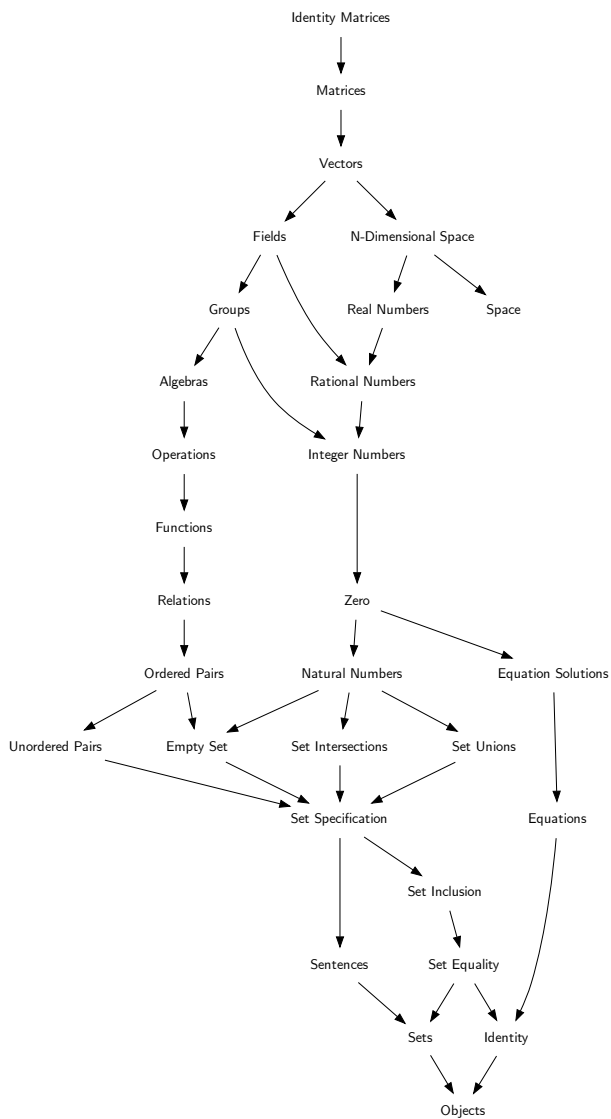 Identity Matrices
Matrices
Vectors
Fields
N-Dimensional Space
Groups
Real Numbers
Space
Algebras
Rational Numbers
Operations
Integer Numbers
Functions
Relations
Zero
Ordered Pairs
Natural Numbers
Equation Solutions
Unordered Pairs
Empty Set
Set Intersections
Set Unions
Set Specification
Equations
Set Inclusion
Sentences
Set Equality
Sets
Identity
Objects